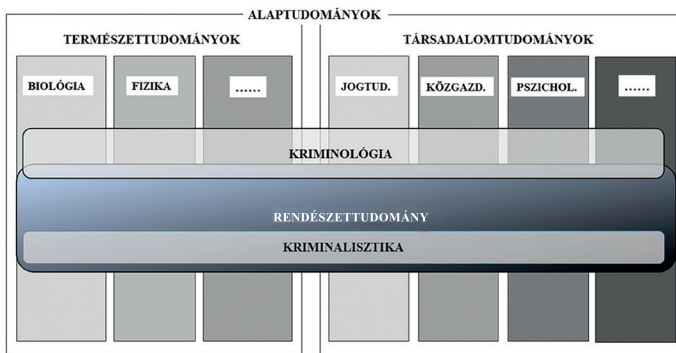 ALAPTUDOMÁNYOK
TERMÉSZETTUDOMÁNYOK TÁRSADALOMTUDOMÁNYOK
BIOLÓGIA FIZIKA ...... JOGTUD. KÖZGAZD. PSZICHOL. ......
KRIMINOLÓGIA
RENDÉSZETTUDOMÁNY
KRIMINALISZTIKA